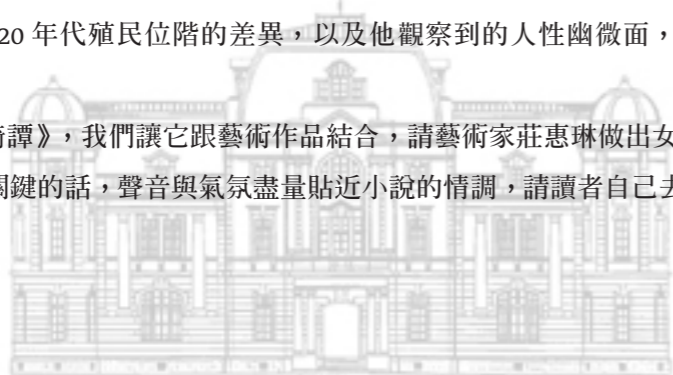 20 年代殖民位階的差異，以及他觀察到的人性幽微面，
奇譚》，我們讓它跟藝術作品結合，請藝術家莊惠琳做出女
關鍵的話，聲音與氣氛盡量貼近小說的情調，請讀者自己去